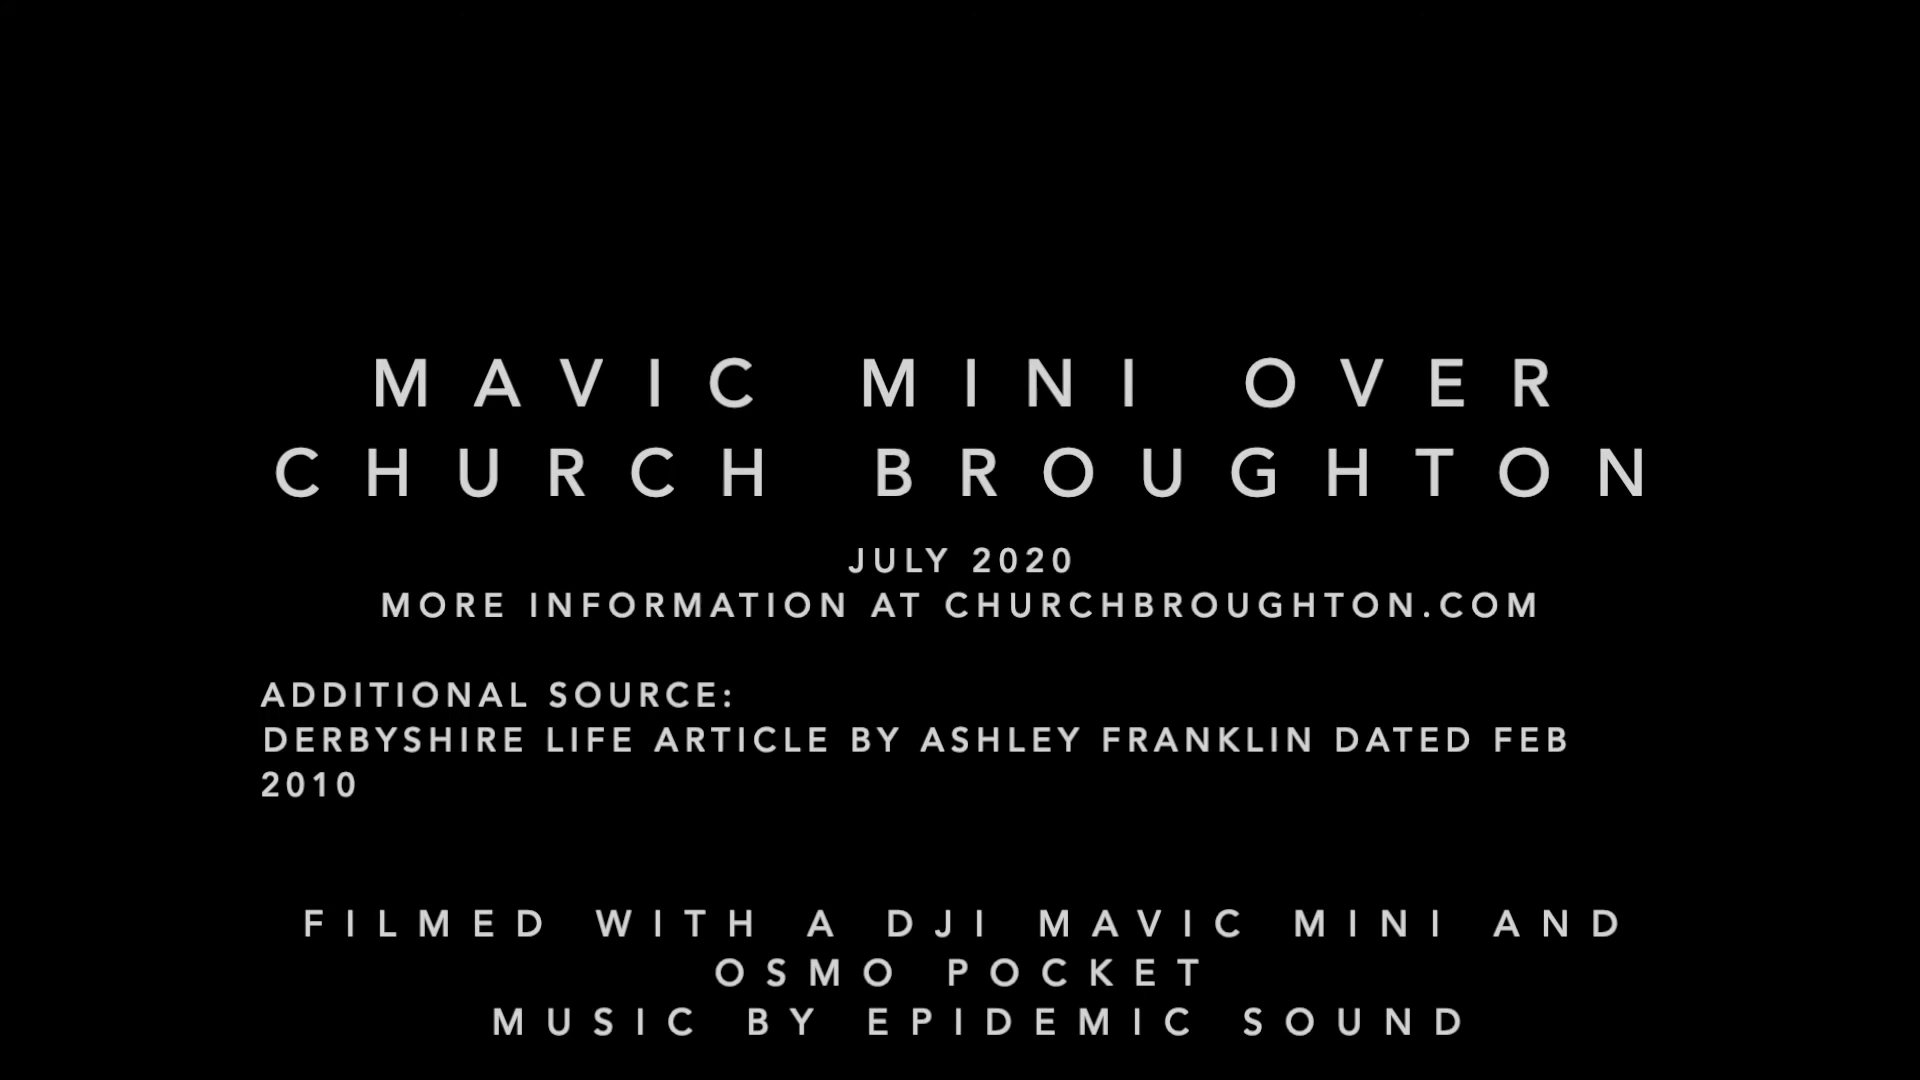 MAVIC MINI OVER
CHURCH BROUGHTON
JULY 2020
MORE INFORMATION AT CHURCHBROUGHTON.COM
ADDITIONAL SOURCE:
DERBYSHIRE LIFE ARTICLE BY ASHLEY FRANKLIN DATED FEB
2010
FILMED WITH A DJI MAVIC MINI AND
OSMO POCKET
MUSIC BY EPIDEMIC SOUND